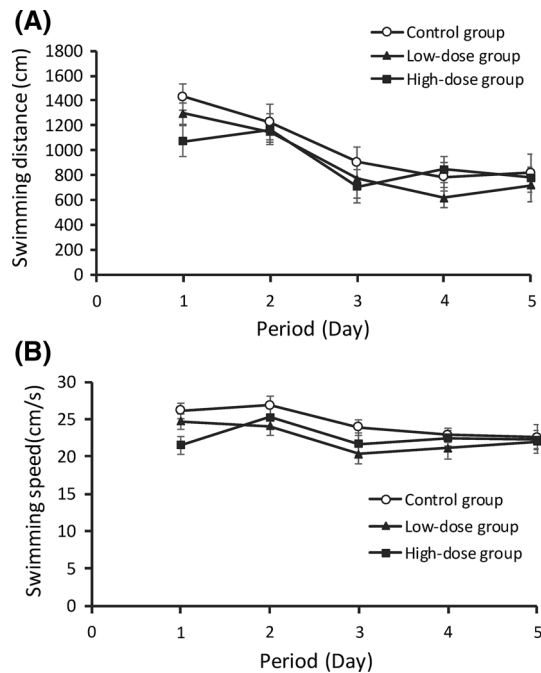 (A)
Control group
Low-dose group
High-dose group
Swimming distance (cm)
1800
1600
1400
1200
1000
800
600
400
200
0
0 1 2 3 4 5
Period (Day)
(B)
Swimming speed(cm/s)
30
25
20
15
10
5
0
Control group
Low-dose group
High-dose group
0 1 2 3 4 5
Period (Day)